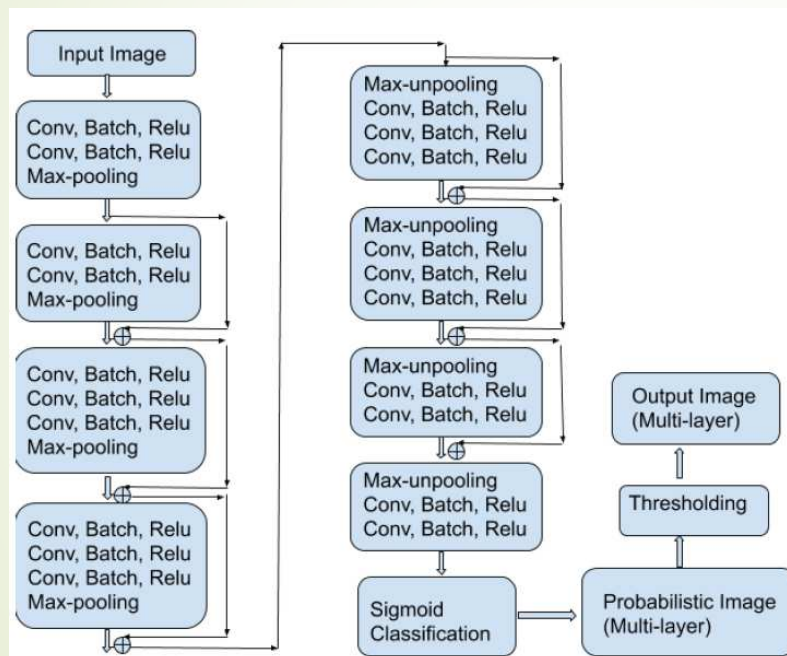 Input Image
Conv, Batch, Relu
Conv, Batch, Relu
Max-pooling
Conv, Batch, Relu
Conv, Batch, Relu
Max-pooling
Conv, Batch, Relu
Conv, Batch, Relu
Conv, Batch, Relu
Max-pooling
Conv, Batch, Relu
Conv, Batch, Relu
Conv, Batch, Relu
Max-pooling
Max-unpooling
Conv, Batch, Relu
Conv, Batch, Relu
Conv, Batch, Relu
Max-unpooling
Conv, Batch, Relu
Conv, Batch, Relu
Conv, Batch, Relu
Max-unpooling
Conv, Batch, Relu
Conv, Batch, Relu
Max-unpooling
Conv, Batch, Relu
Conv, Batch, Relu
Sigmoid
Classification
Probabilistic Image
(Multi-layer)
Thresholding
Output Image
(Multi-layer)